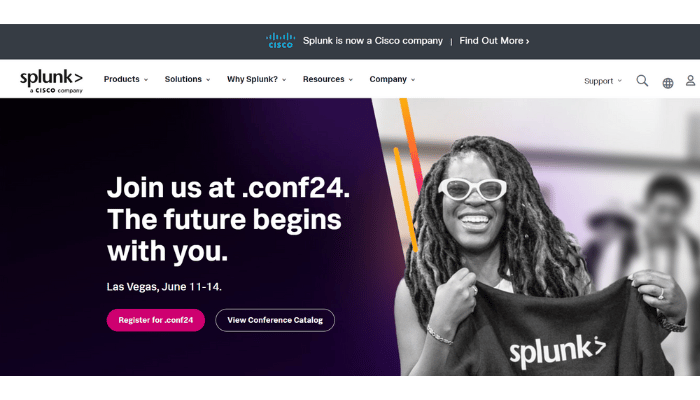 CISCO Splunk is now a Cisco company | Find Out More ›
splunk> Products Solutions Why Splunk? Resources Company Support
a CISCO company
Join us at .conf24.
The future begins
with you.
Las Vegas, June 11-14.
Register for .conf24 View Conference Catalog
splunk>